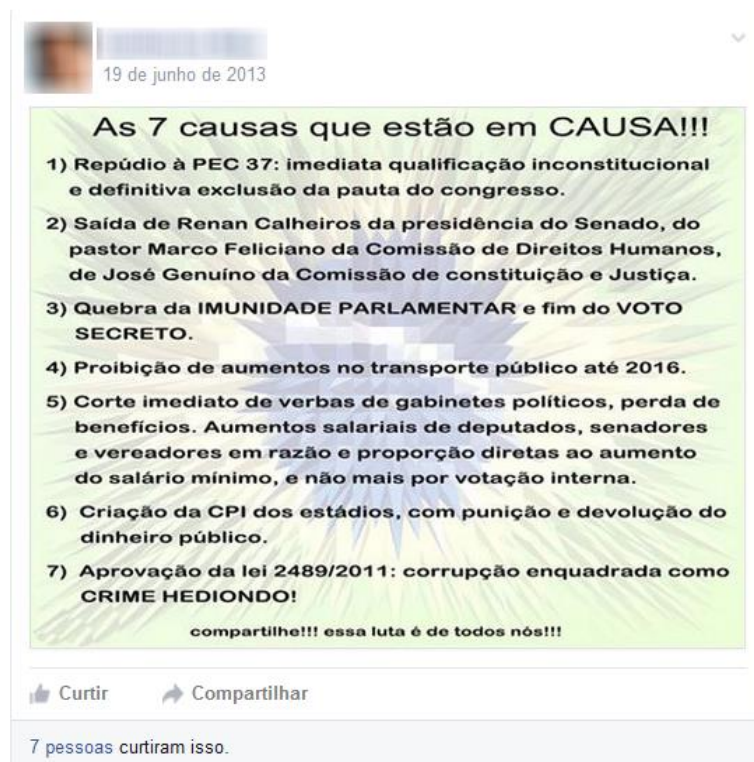 19 de junho de 2013
As 7 causas que estão em CAUSA!!!
1) Repúdio à PEC 37: imediata qualificação inconstitucional
e definitiva exclusão da pauta do congresso.
2) Saída de Renan Calheiros da presidência do Senado, do
pastor Marco Feliciano da Comissão de Direitos Humanos,
de José Genuíno da Comissão de constituição e Justiça.
3) Quebra da IMUNIDADE PARLAMENTAR e fim do VOTO
SECRETO.
4) Proibição de aumentos no transporte público até 2016.
5) Corte imediato de verbas de gabinetes políticos, perda de
benefícios. Aumentos salariais de deputados, senadores
e vereadores em razão e proporção diretas ao aumento
do salário mínimo, e não mais por votação interna.
6) Criação da CPI dos estádios, com punição e devolução do
dinheiro público.
7) Aprovação da lei 2489/2011: corrupção enquadrada como
CRIME HEDIONDO!
compartilhe!!! essa luta é de todos nós!!!
Curtir Compartilhar
7 pessoas curtiram isso.